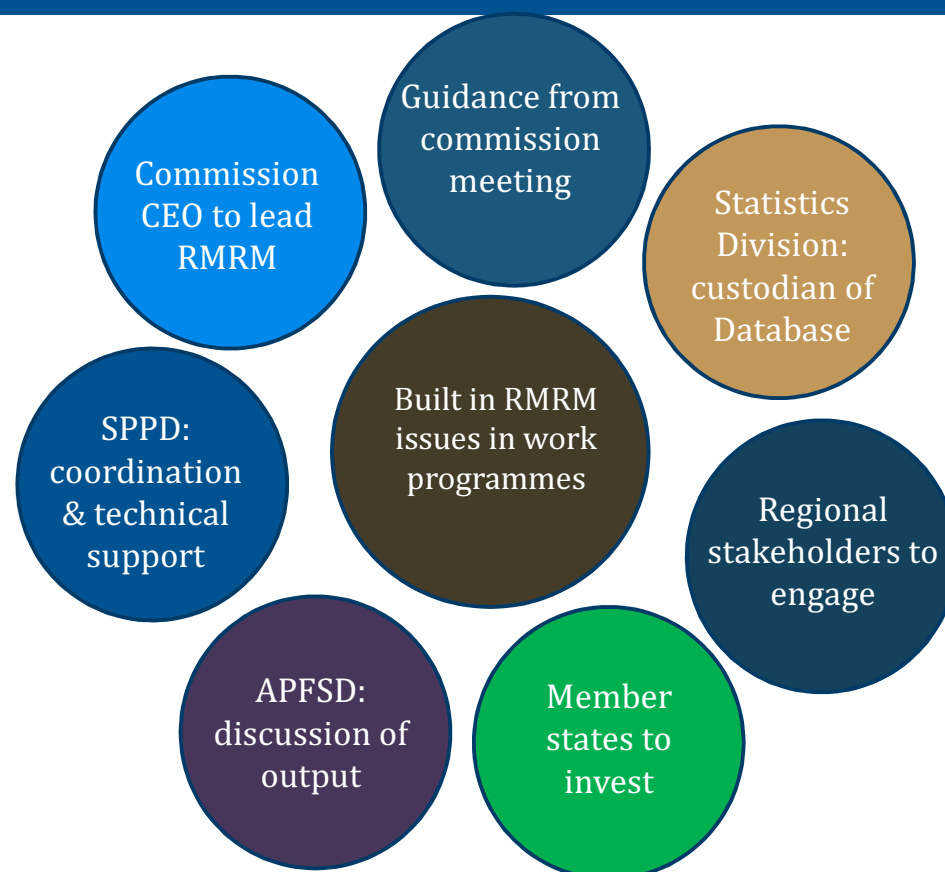 Guidance from
commission
meeting
Commission
CEO to lead
RMRM
Statistics
Division:
custodian of
Database
Built in RMRM
issues in work
programmes
SPPD:
coordination
& technical
support
Regional
stakeholders to
engage
APFSD:
discussion of
output
Member
states to
invest